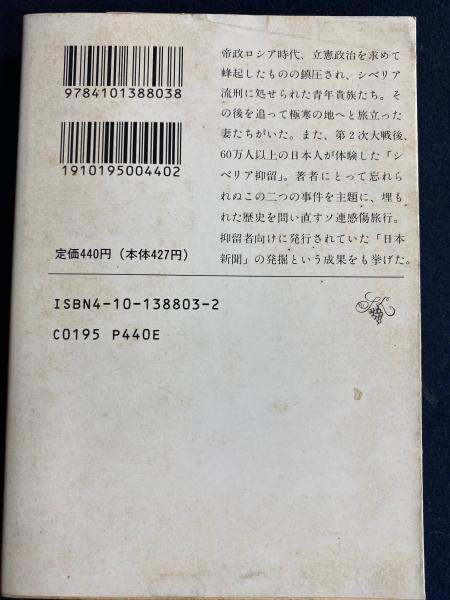 9784101388038
1910195004402
定価440円（本体427円）
帝政ロシア時代、立憲政治を求めて
蜂起したものの鎮圧され、シベリア
流刑に処せられた青年貴族たち。そ
の後を追って極寒の地へと旅立った
妻たちがいた。また、第2次大戦後、
60万人以上の日本人が体験した「シ
ベリア抑留」。著者にとって忘れら
れぬこの二つの事件を主題に、埋も
れた歴史を問い直すソ連感傷旅行。
抑留者向けに発行されていた「日本
新聞」の発掘という成果をも挙げた。
ISBN4-10-138803-2
C0195 P440E